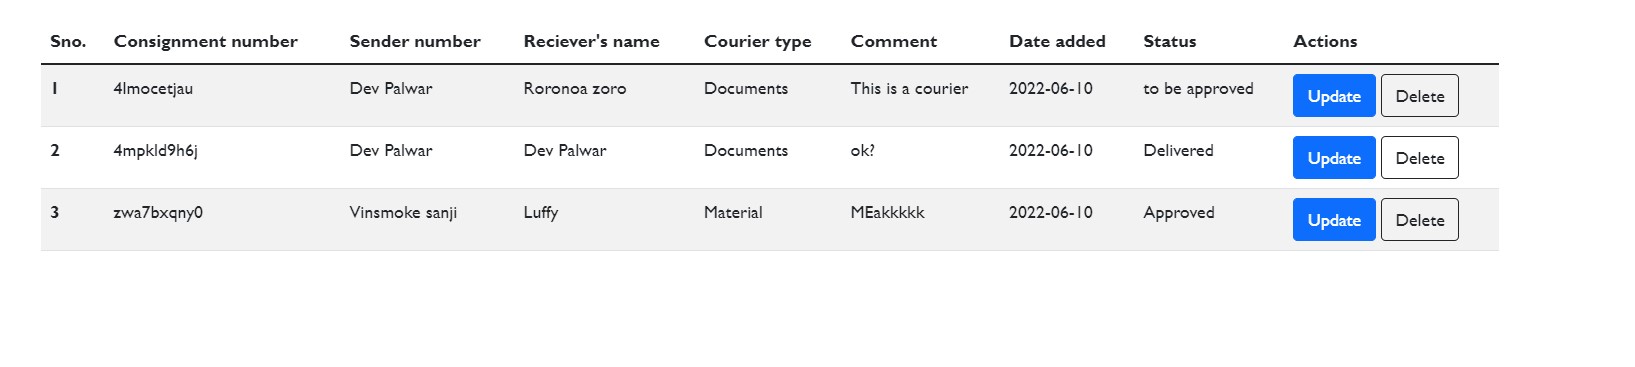 Sno. Consignment number Sender number Reciever's name Courier type Comment Date added Status Actions
1 4lmocetjau Dev Palwar Roronoa zoro Documents This is a courier 2022-06-10 to be approved Update Delete
2 4mpkld9h6j Dev Palwar Dev Palwar Documents ok? 2022-06-10 Delivered Update Delete
3 zwa7bxqny0 Vinsmoke sanji Luffy Material MEakkkkk 2022-06-10 Approved Update Delete